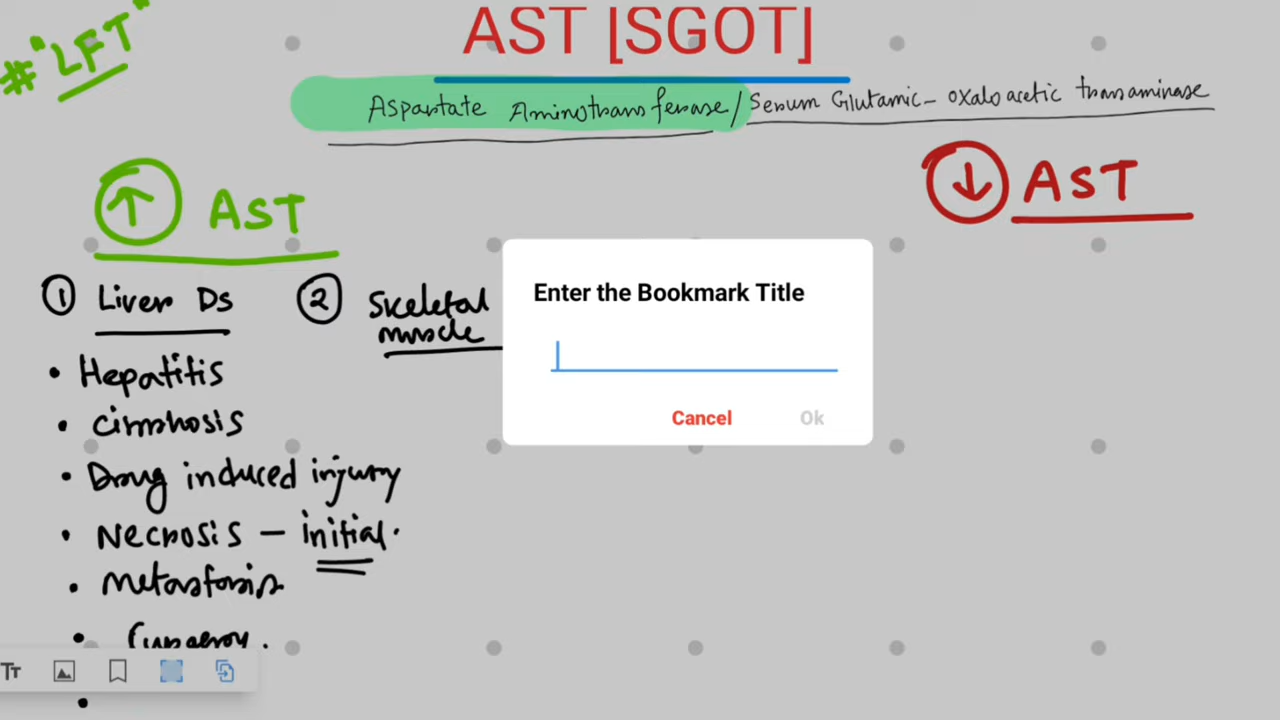 # "LFT"
AST [SGOT]
Aspartate Aminotransferase / Serum Glutamic - oxaloacetic transaminase
↑ AST
↓ AST
① Liver Ds
② Skeletal
muscle
• Hepatitis
• Cirrhosis
• Drug induced injury
• Necrosis - initial.
• Metastasis
•
•
Enter the Bookmark Title
Cancel Ok
Tт